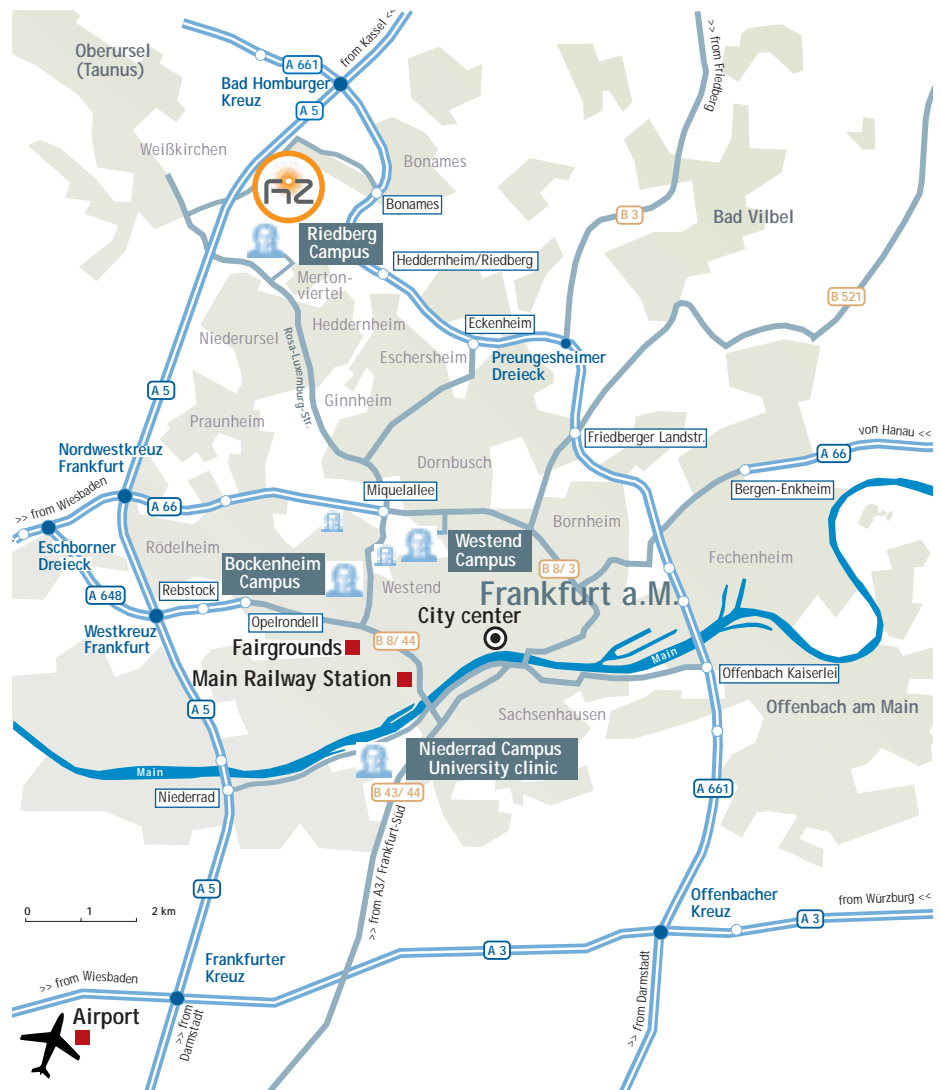 Oberursel
(Taunus)
from Kassel <<
>> from Friedberg
A 661
Bad Homburger
Kreuz
A 5
Weißkirchen
Bonames
Bonames
B 3
Bad Vilbel
Riedberg
Campus
Heddernheim/Riedberg
Merton-
viertel
B 521
Heddernheim
Eckenheim
Niederursel
Rosa-Luxemburg-Str.
Eschersheim
Preungesheimer
Dreieck
A 5
Ginnheim
Praunheim
Friedberger Landstr.
von Hanau <<
Nordwestkreuz
Frankfurt
Dornbusch
A 66
>> from Wiesbaden
Miquelallee
Bergen-Enkheim
A 66
Bornheim
Eschborner
Dreieck
Rödelheim
Westend
Campus
Fechenheim
Bockenheim
Campus
B 8/ 3
A 648
Rebstock
Westend
Frankfurt a.M.
Opelrondell
City center
Westkreuz
Frankfurt
B 8/ 44
Fairgrounds
Main
Main Railway Station
Offenbach Kaiserlei
A 5
Sachsenhausen
Offenbach am Main
Niederrad Campus
University clinic
Main
Niederrad
B 43/ 44
A 661
>> from A3/ Frankfurt-Süd
A 5
Offenbacher
Kreuz
from Würzburg <<
0 1 2 km
A 3
A 3
Frankfurter
Kreuz
>> from Wiesbaden
>> from Darmstadt
>> from
Darmstadt
Airport